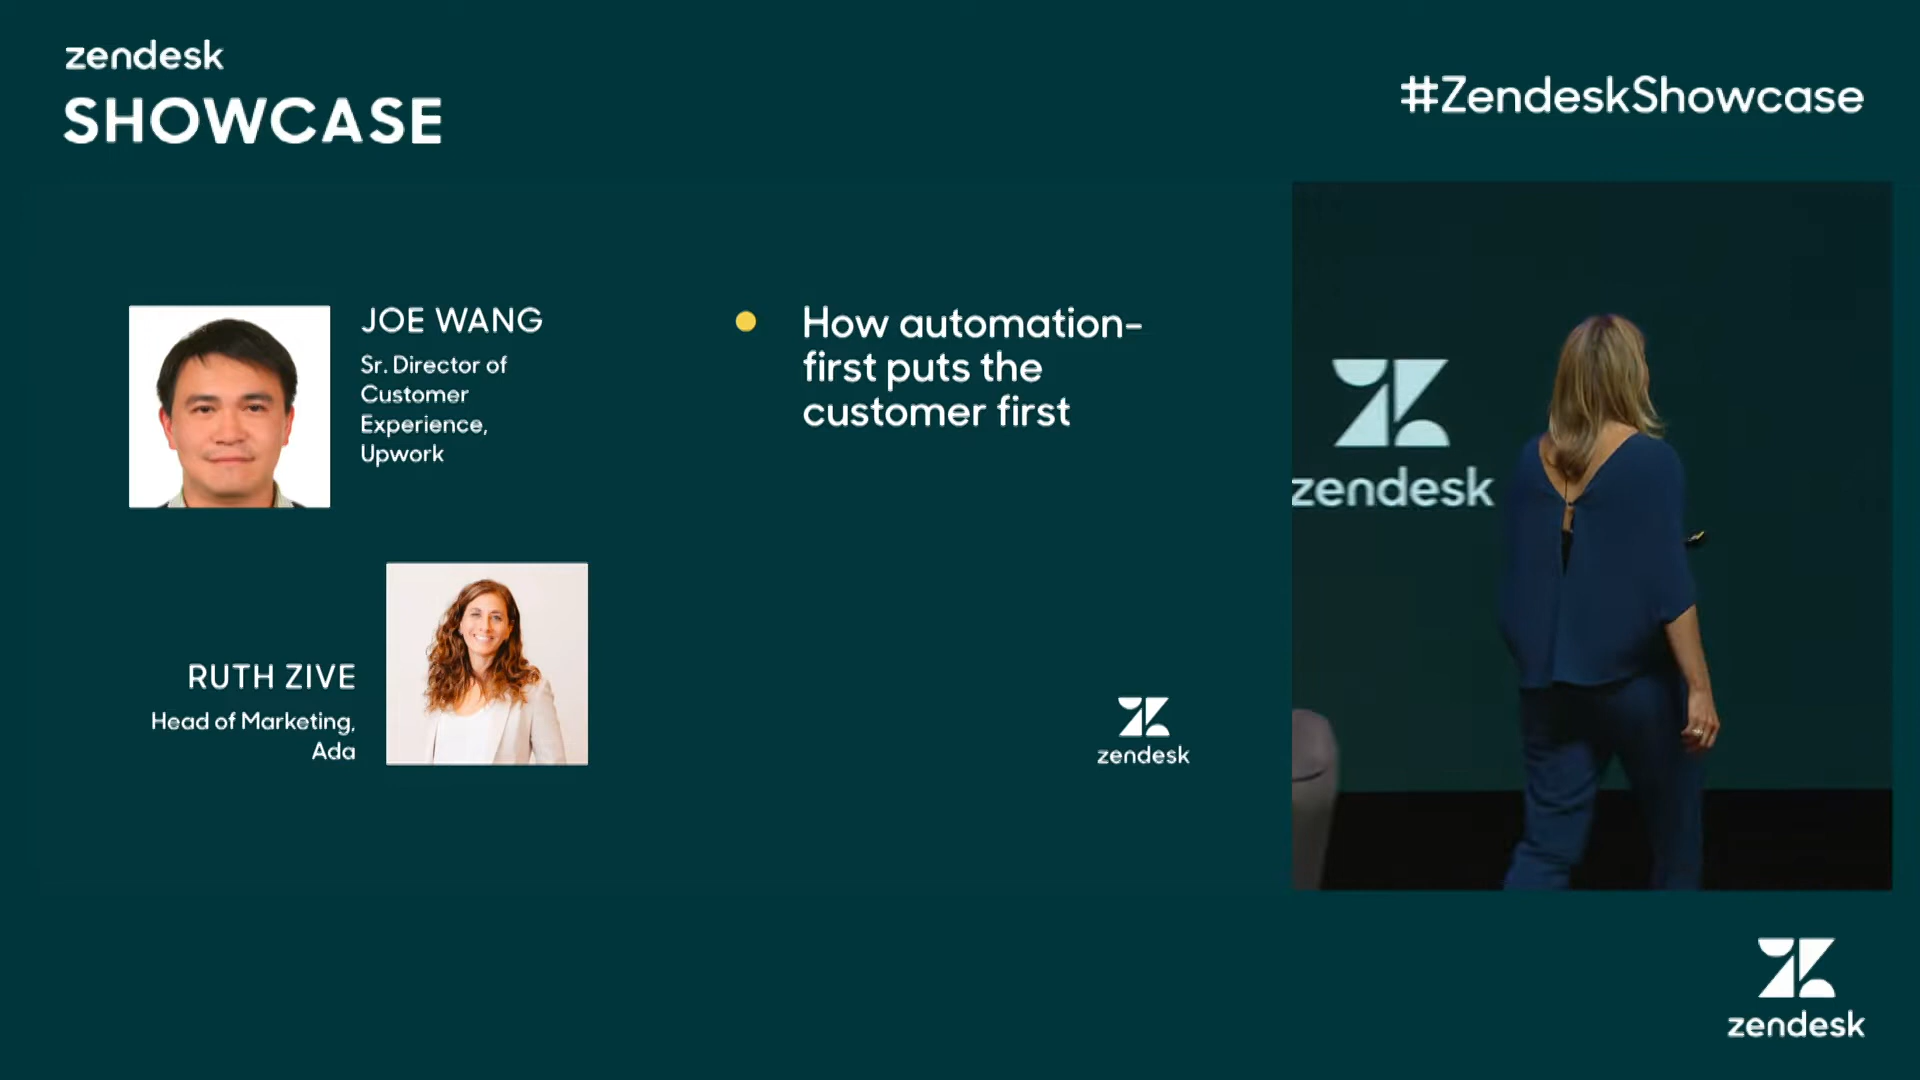 zendesk
SHOWCASE
#ZendeskShowcase
JOE WANG
Sr. Director of
Customer
Experience,
Upwork
How automation-
first puts the
customer first
RUTH ZIVE
Head of Marketing,
Ada
zendesk
zendesk
zendesk